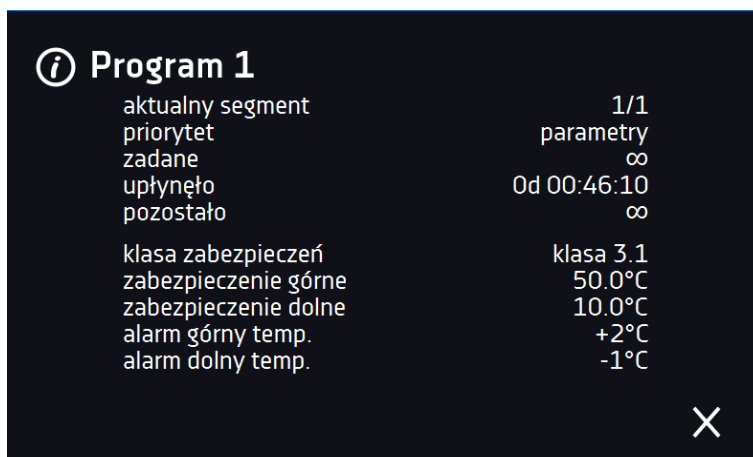 Program 1
aktualny segment 1/1
priorytet parametry
zadane ∞
upłynęło 0d 00:46:10
pozostało ∞
klasa zabezpieczeń klasa 3.1
zabezpieczenie górne 50.0°C
zabezpieczenie dolne 10.0°C
alarm górny temp. +2°C
alarm dolny temp. -1°C